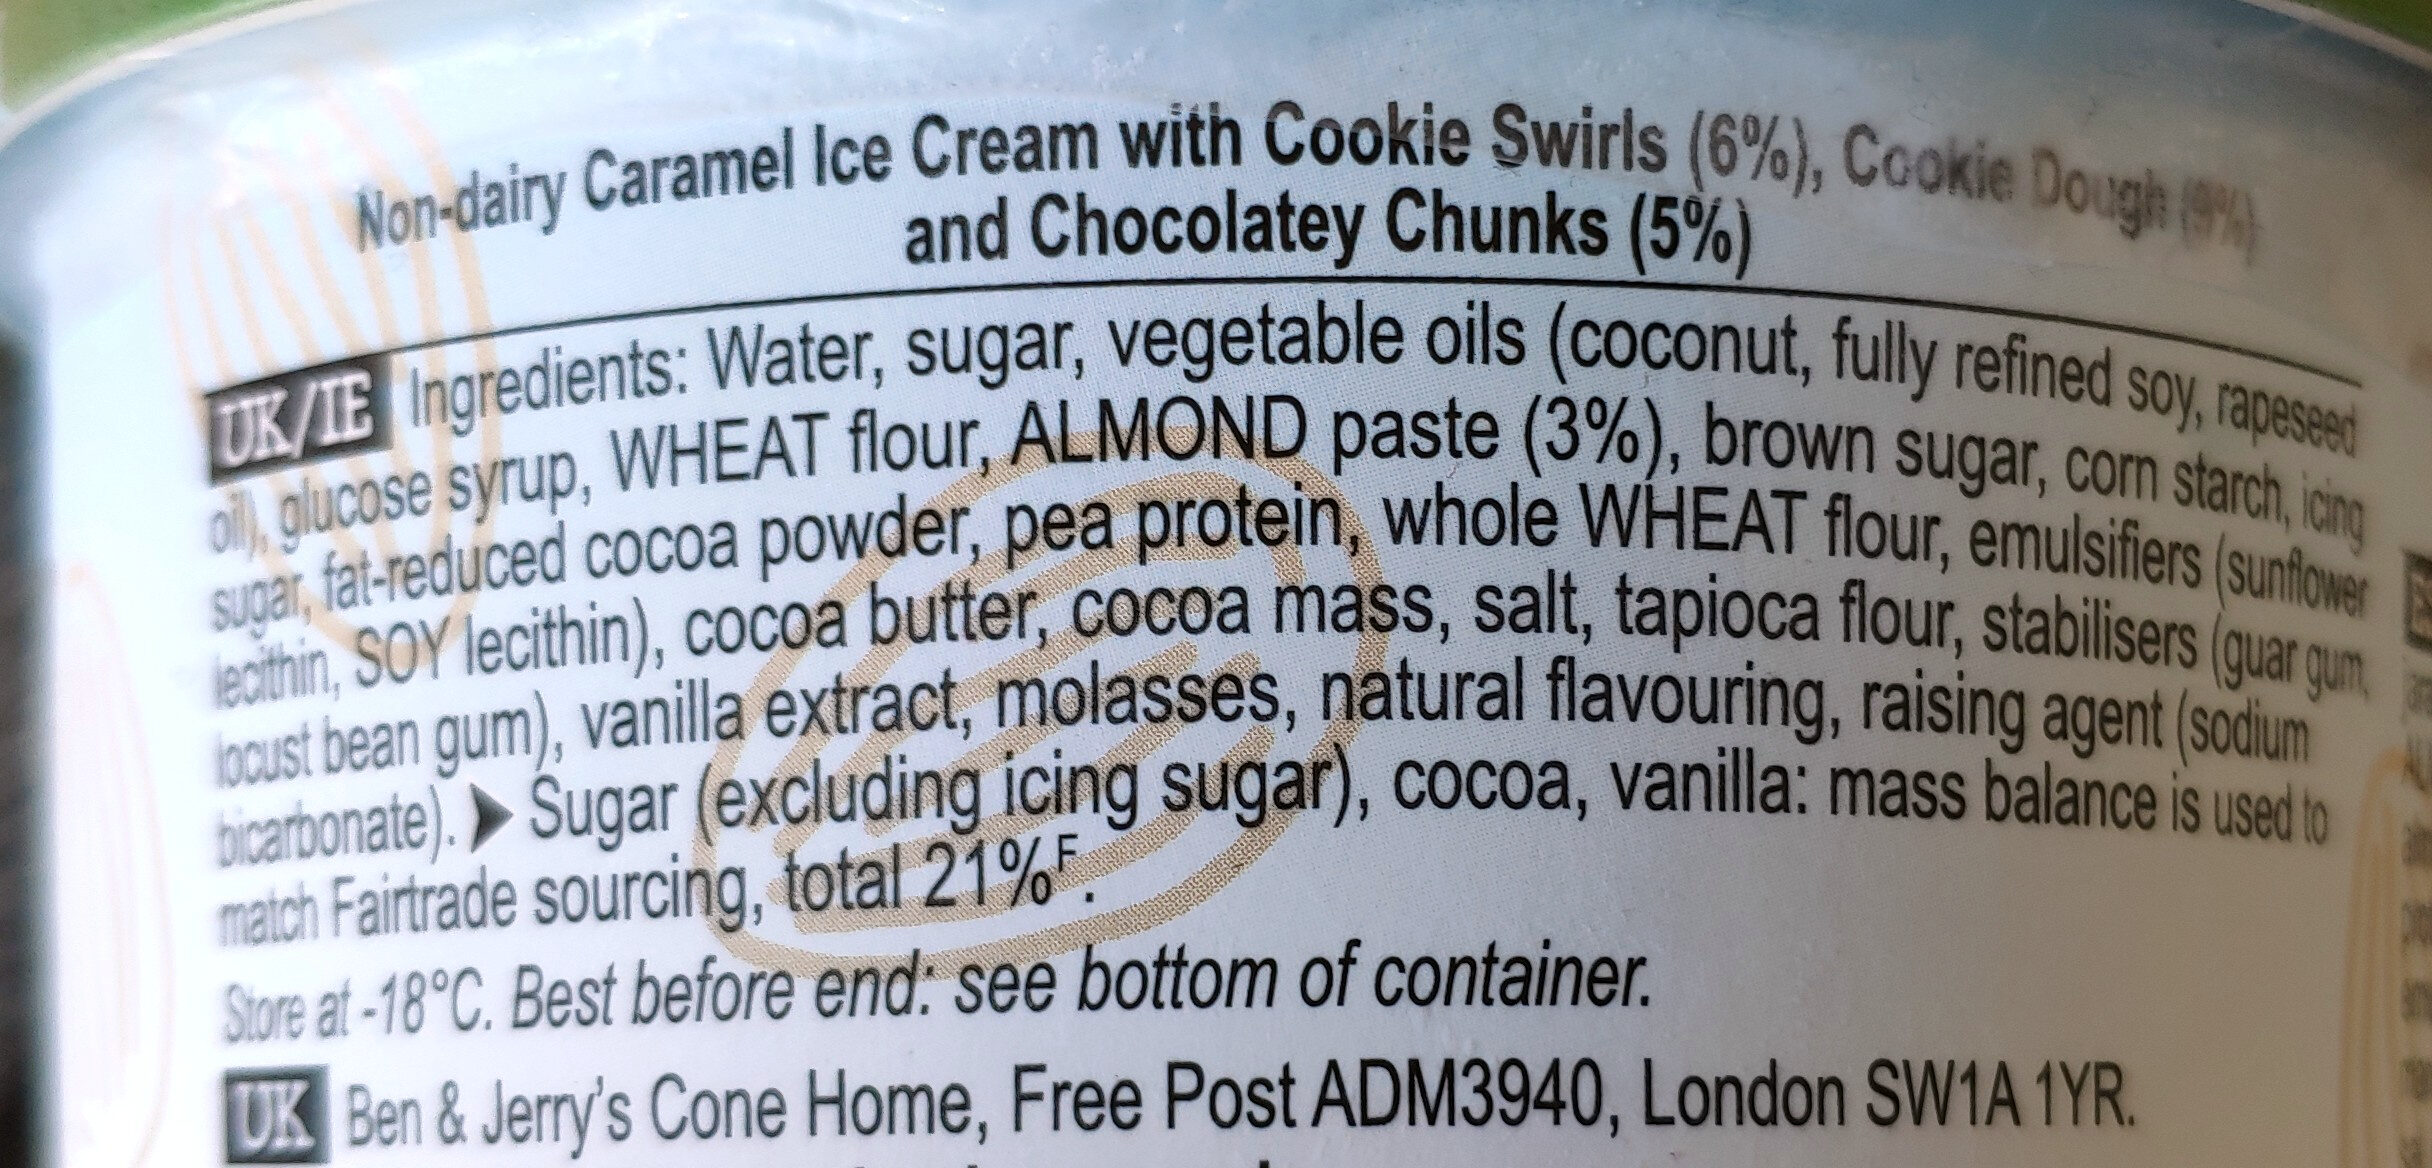 Non-dairy Caramel Ice Cream with Cookie Swirls (6%), Cookie Dough (9%)
and Chocolatey Chunks (5%)
UK/IE Ingredients: Water, sugar, vegetable oils (coconut, fully refined soy, rapeseed
oil), glucose syrup, WHEAT flour, ALMOND paste (3%), brown sugar, corn starch, icing
sugar, fat-reduced cocoa powder, pea protein, whole WHEAT flour, emulsifiers (sunflower
lecithin, SOY lecithin), cocoa butter, cocoa mass, salt, tapioca flour, stabilisers (guar gum,
locust bean gum), vanilla extract, molasses, natural flavouring, raising agent (sodium
bicarbonate). ➤ Sugar (excluding icing sugar), cocoa, vanilla: mass balance is used to
match Fairtrade sourcing, total 21%ᶠ.
Store at -18°C. Best before end: see bottom of container.
UK Ben & Jerry's Cone Home, Free Post ADM3940, London SW1A 1YR.